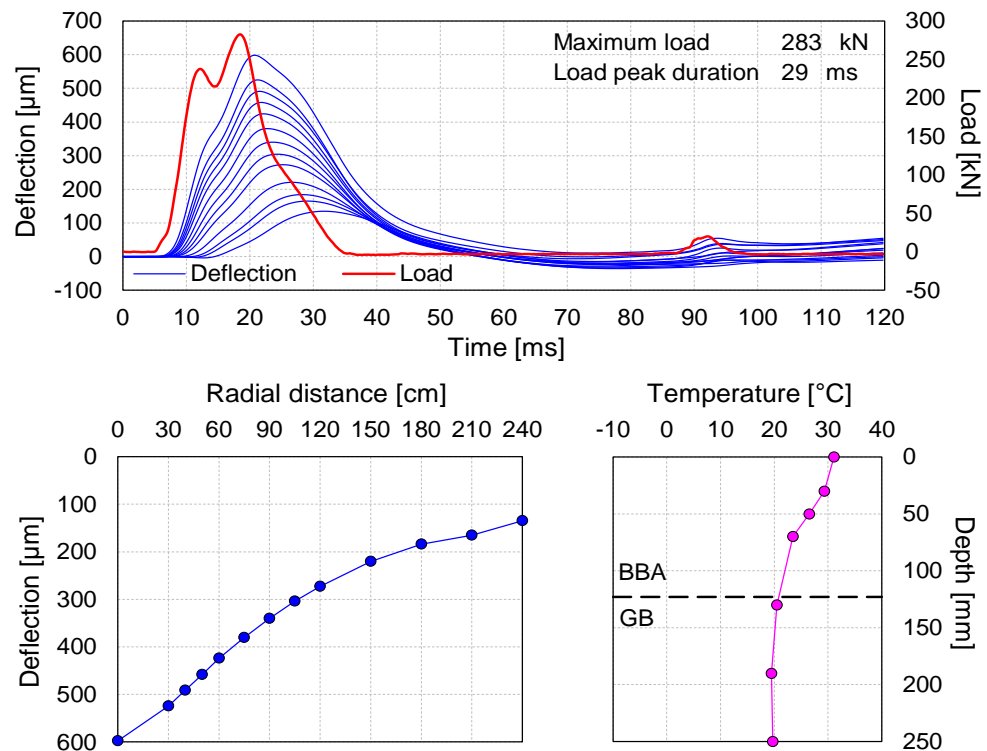 700 300
600 250
500 200
400 150
300 100
200 50
100 0
0 -50
-100
Deflection [µm]
Load [kN]
Maximum load 283 kN
Load peak duration 29 ms
Deflection Load
0 10 20 30 40 50 60 70 80 90 100 110 120
Time [ms]
Radial distance [cm]
0 30 60 90 120 150 180 210 240
0
100
200
300
400
500
600
Deflection [µm]
Temperature [°C]
-10 0 10 20 30 40
0
50
100
150
200
250
Depth [mm]
BBA
GB